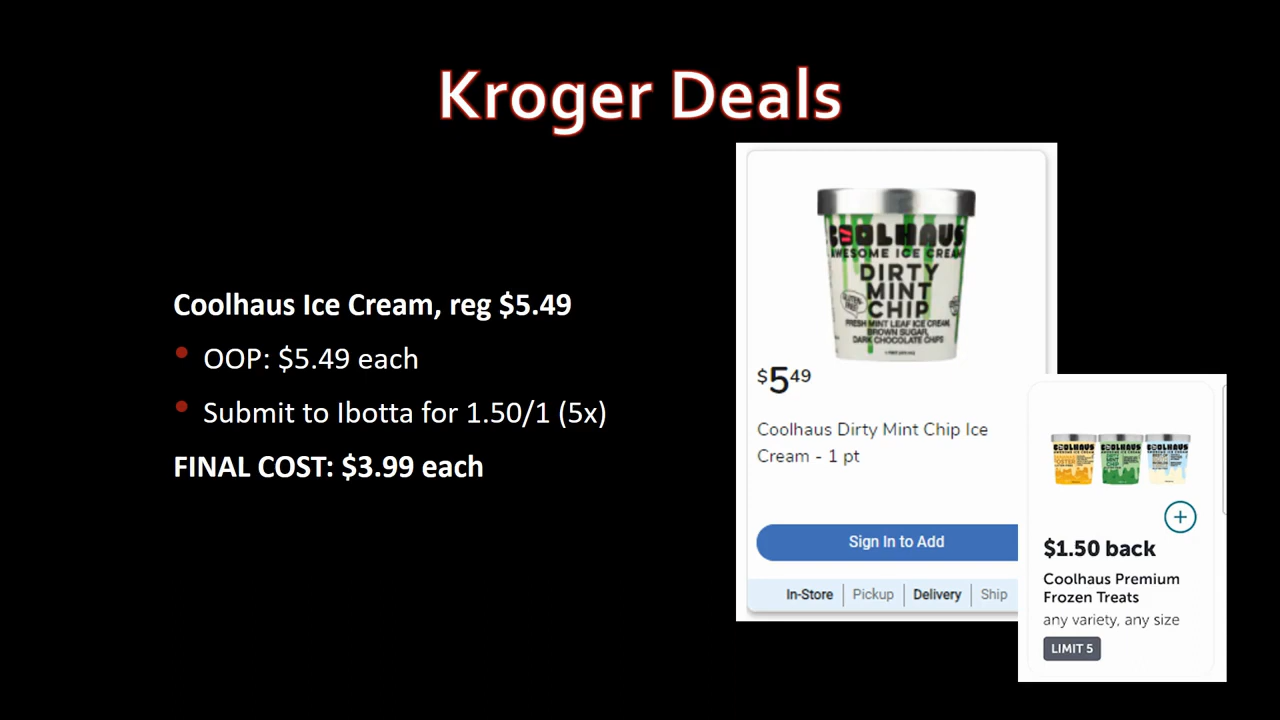 Kroger Deals
Coolhaus Ice Cream, reg $5.49
OOP: $5.49 each
Submit to Ibotta for 1.50/1 (5x)
FINAL COST: $3.99 each
COOLHAUS
AWESOME ICE CREAM
DIRTY
MINT
CHIP
FRESH MINT LEAF ICE CREAM,
BROWN SUGAR,
DARK CHOCOLATE CHIPS
$5 49
Coolhaus Dirty Mint Chip Ice
Cream - 1 pt
Sign In to Add
In-Store | Pickup | Delivery | Ship
COOLHAUS COOLHAUS COOLHAUS
$1.50 back
Coolhaus Premium
Frozen Treats
any variety, any size
LIMIT 5